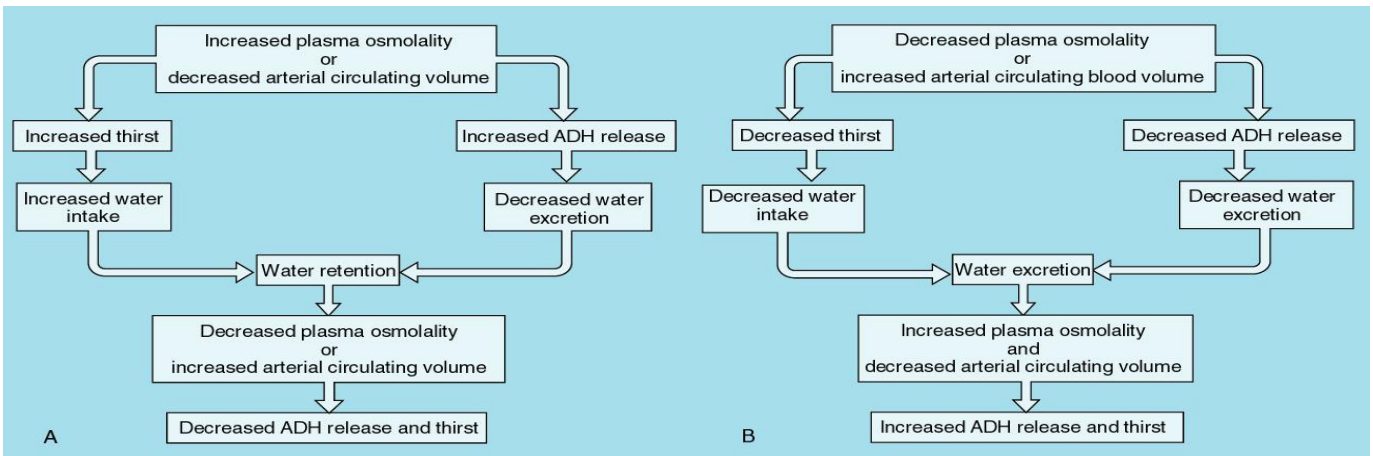 Increased plasma osmolality
or
decreased arterial circulating volume
Increased thirst
Increased ADH release
Increased water
intake
Decreased water
excretion
Water retention
Decreased plasma osmolality
or
increased arterial circulating volume
Decreased ADH release and thirst
A
Decreased plasma osmolality
or
increased arterial circulating blood volume
Decreased thirst
Decreased ADH release
Decreased water
intake
Decreased water
excretion
Water excretion
Increased plasma osmolality
and
decreased arterial circulating volume
Increased ADH release and thirst
B